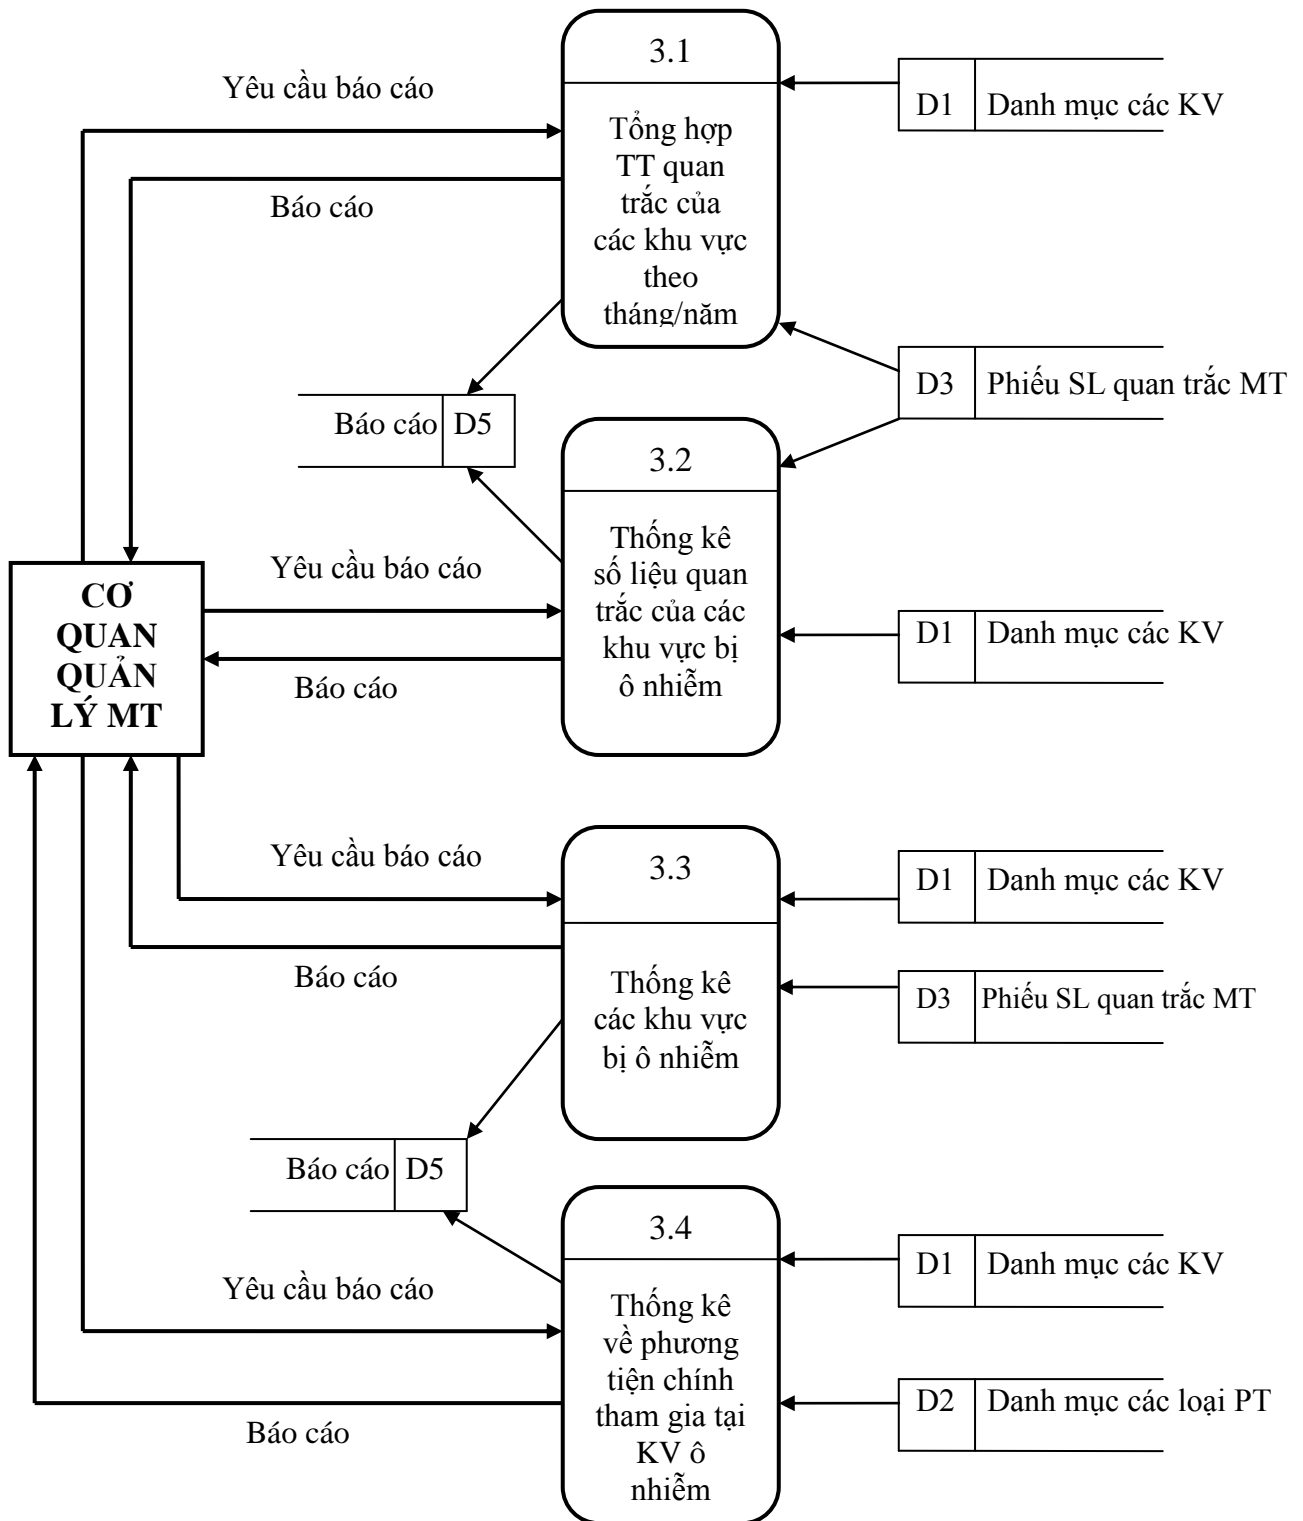 3.1
Yêu cầu báo cáo
D1 Danh mục các KV
Tổng hợp
TT quan
trắc của
các khu vực
theo
tháng/năm
Báo cáo
D3 Phiếu SL quan trắc MT
Báo cáo D5
3.2
Thống kê
số liệu quan
trắc của các
khu vực bị
ô nhiễm
Yêu cầu báo cáo
CƠ
QUAN
QUẢN
LÝ MT
D1 Danh mục các KV
Báo cáo
Yêu cầu báo cáo
3.3
D1 Danh mục các KV
Báo cáo
Thống kê
các khu vực
bị ô nhiễm
D3 Phiếu SL quan trắc MT
Báo cáo D5
3.4
D1 Danh mục các KV
Yêu cầu báo cáo
Thống kê
về phương
tiện chính
tham gia tại
KV ô
nhiễm
D2 Danh mục các loại PT
Báo cáo